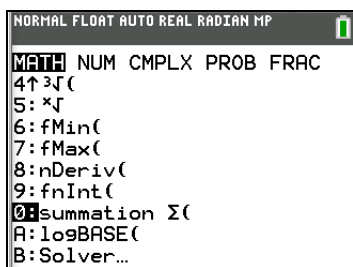 NORMAL FLOAT AUTO REAL RADIAN MP
MATH NUM CMPLX PROB FRAC
4↑³√(
5:ˣ√
6:fMin(
7:fMax(
8:nDeriv(
9:fnInt(
0:summation Σ(
A:logBASE(
B:Solver…